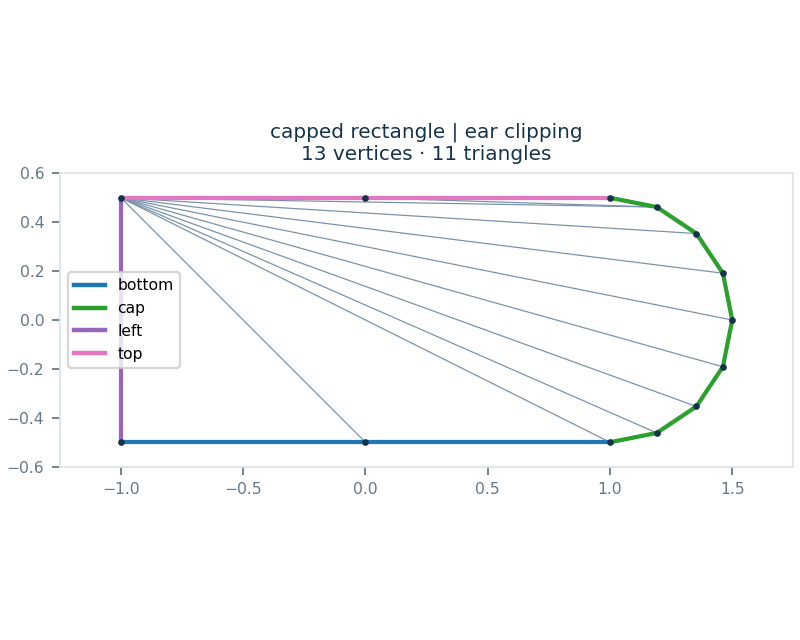 capped rectangle | ear clipping
13 vertices · 11 triangles
0.6
0.4
0.2
0.0
−0.2
−0.4
−0.6
bottom
cap
left
top
−1.0
−0.5
0.0
0.5
1.0
1.5